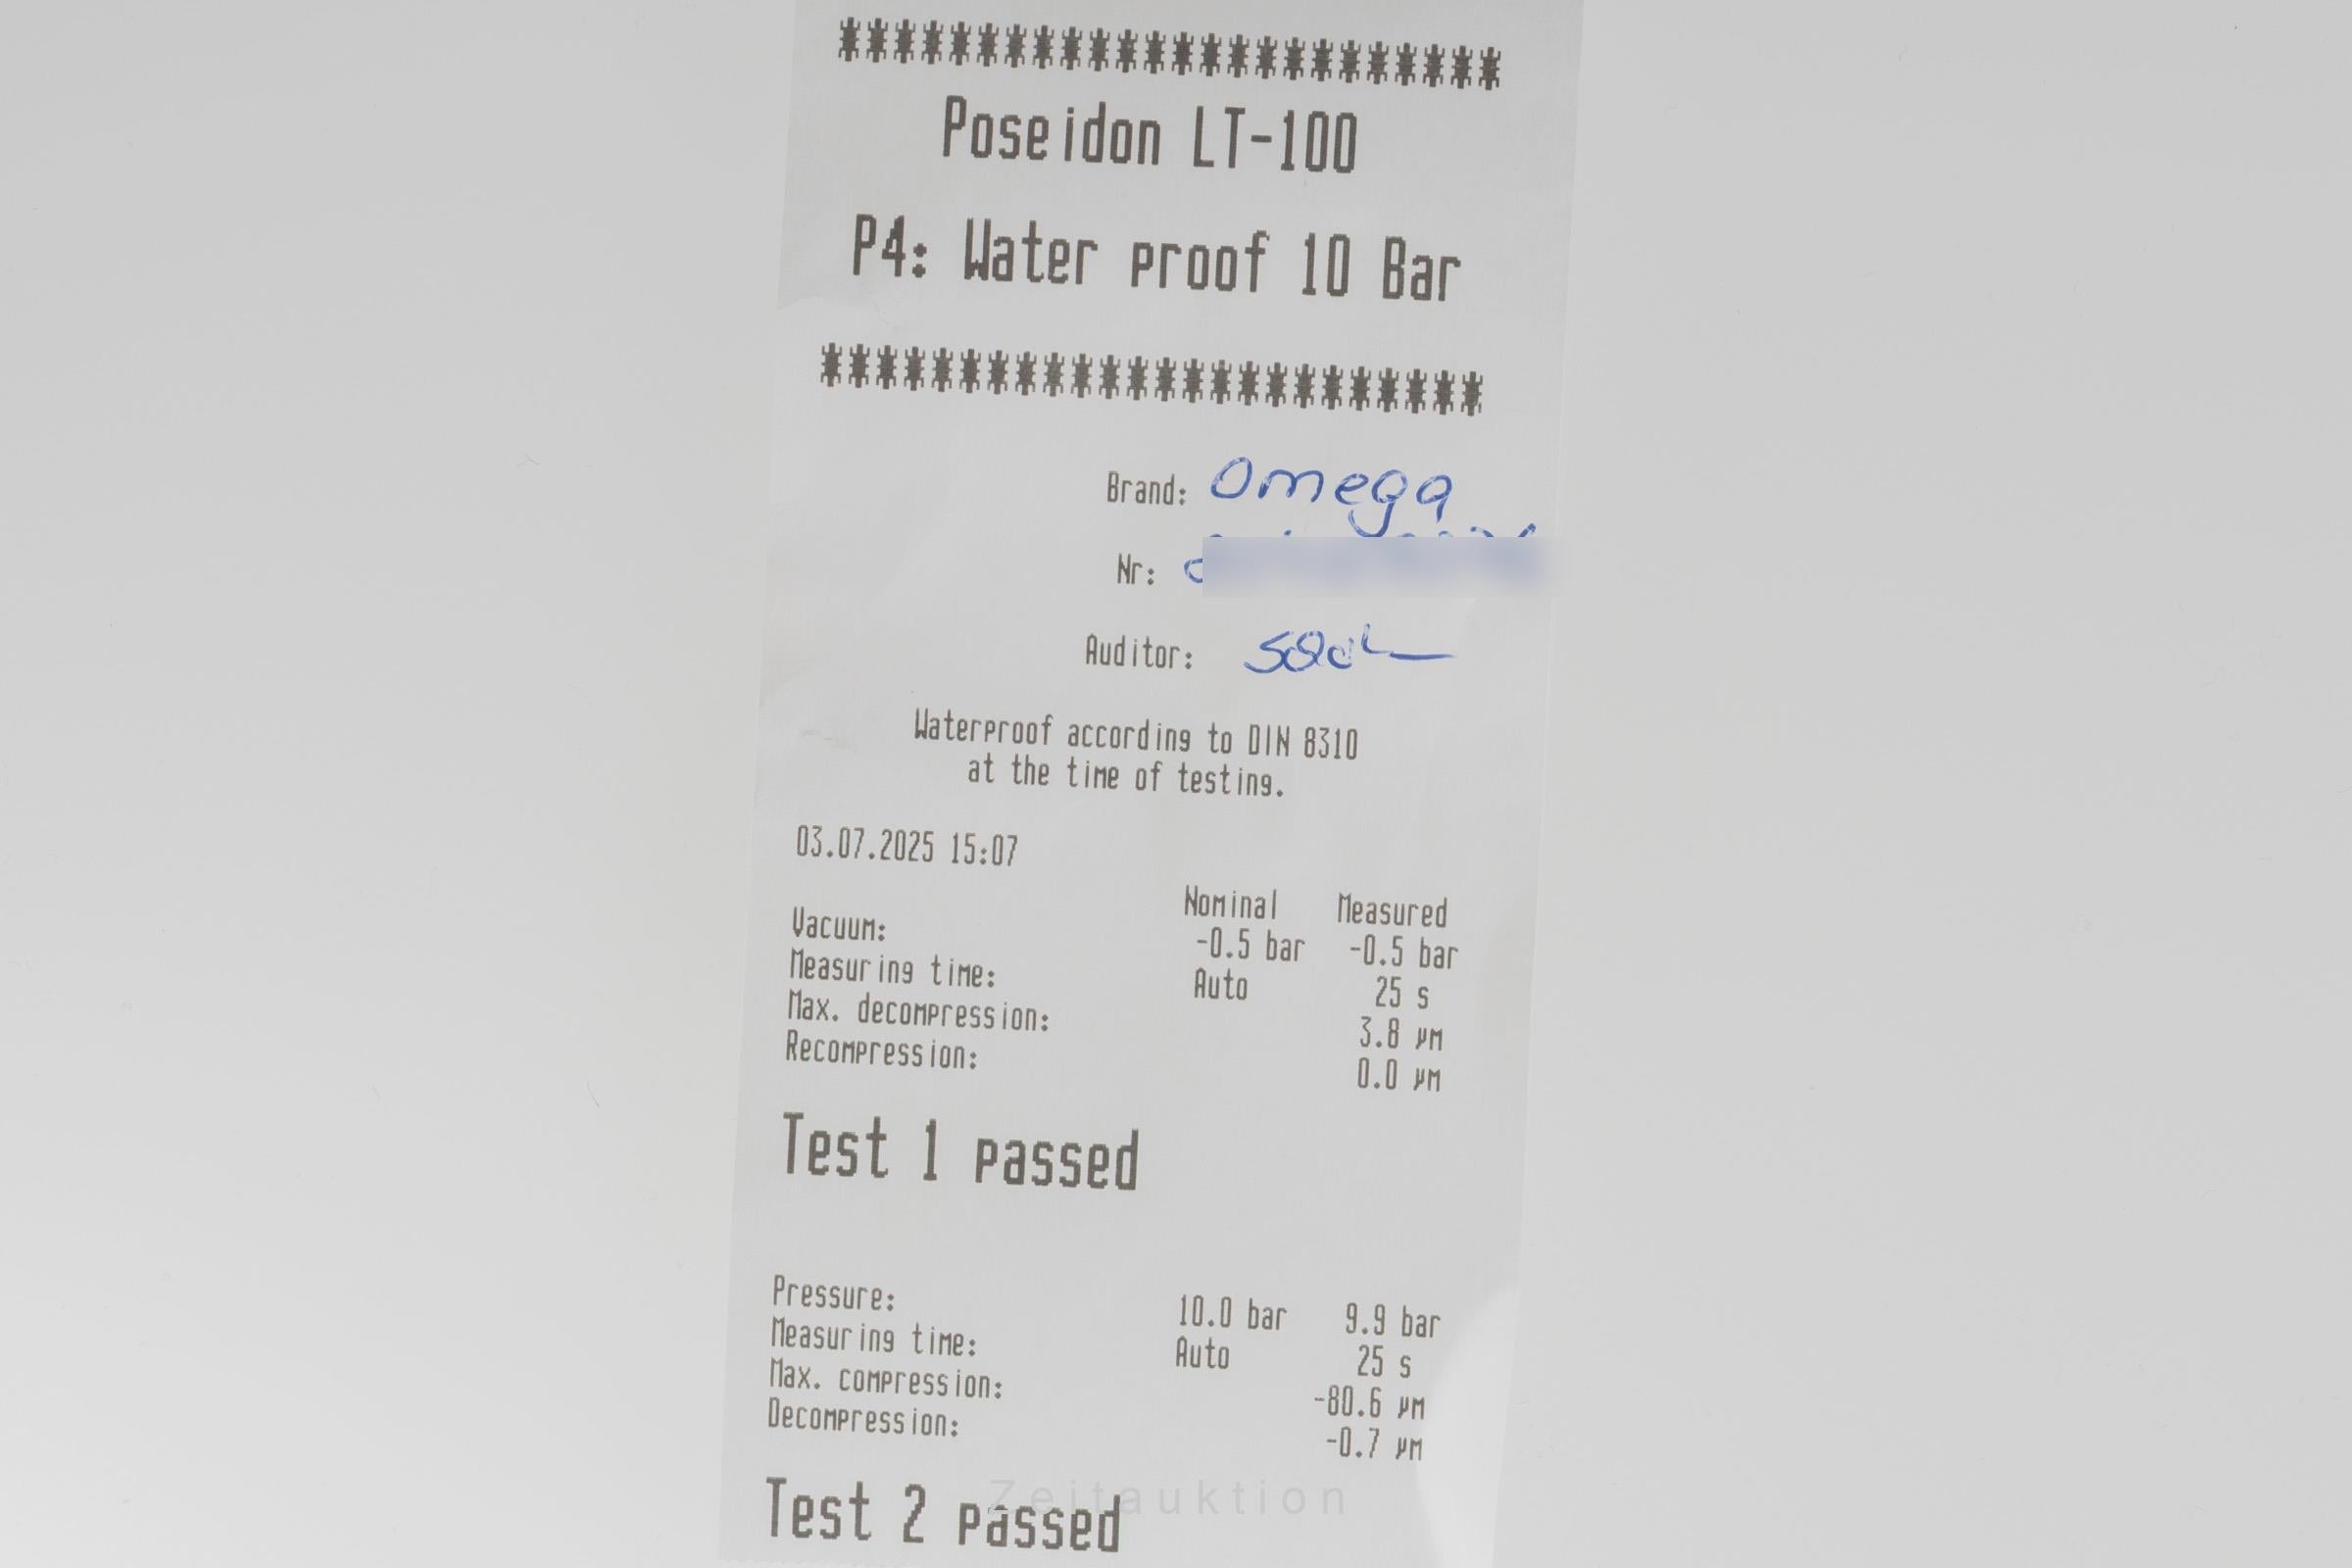 ************************
Poseidon LT-100
P4: Water proof 10 Bar
************************
Brand: Omega
Nr:
Auditor:
Waterproof according to DIN 8310
at the time of testing.
03.07.2025 15:07
Nominal Measured
Vacuum: -0.5 bar -0.5 bar
Measuring time: Auto 25 s
Max. decompression: 3.8 µm
Recompression: 0.0 µm
Test 1 passed
Pressure: 10.0 bar 9.9 bar
Measuring time: Auto 25 s
Max. compression: -80.6 µm
Decompression: -0.7 µm
Test 2 passed
Zeitauktion